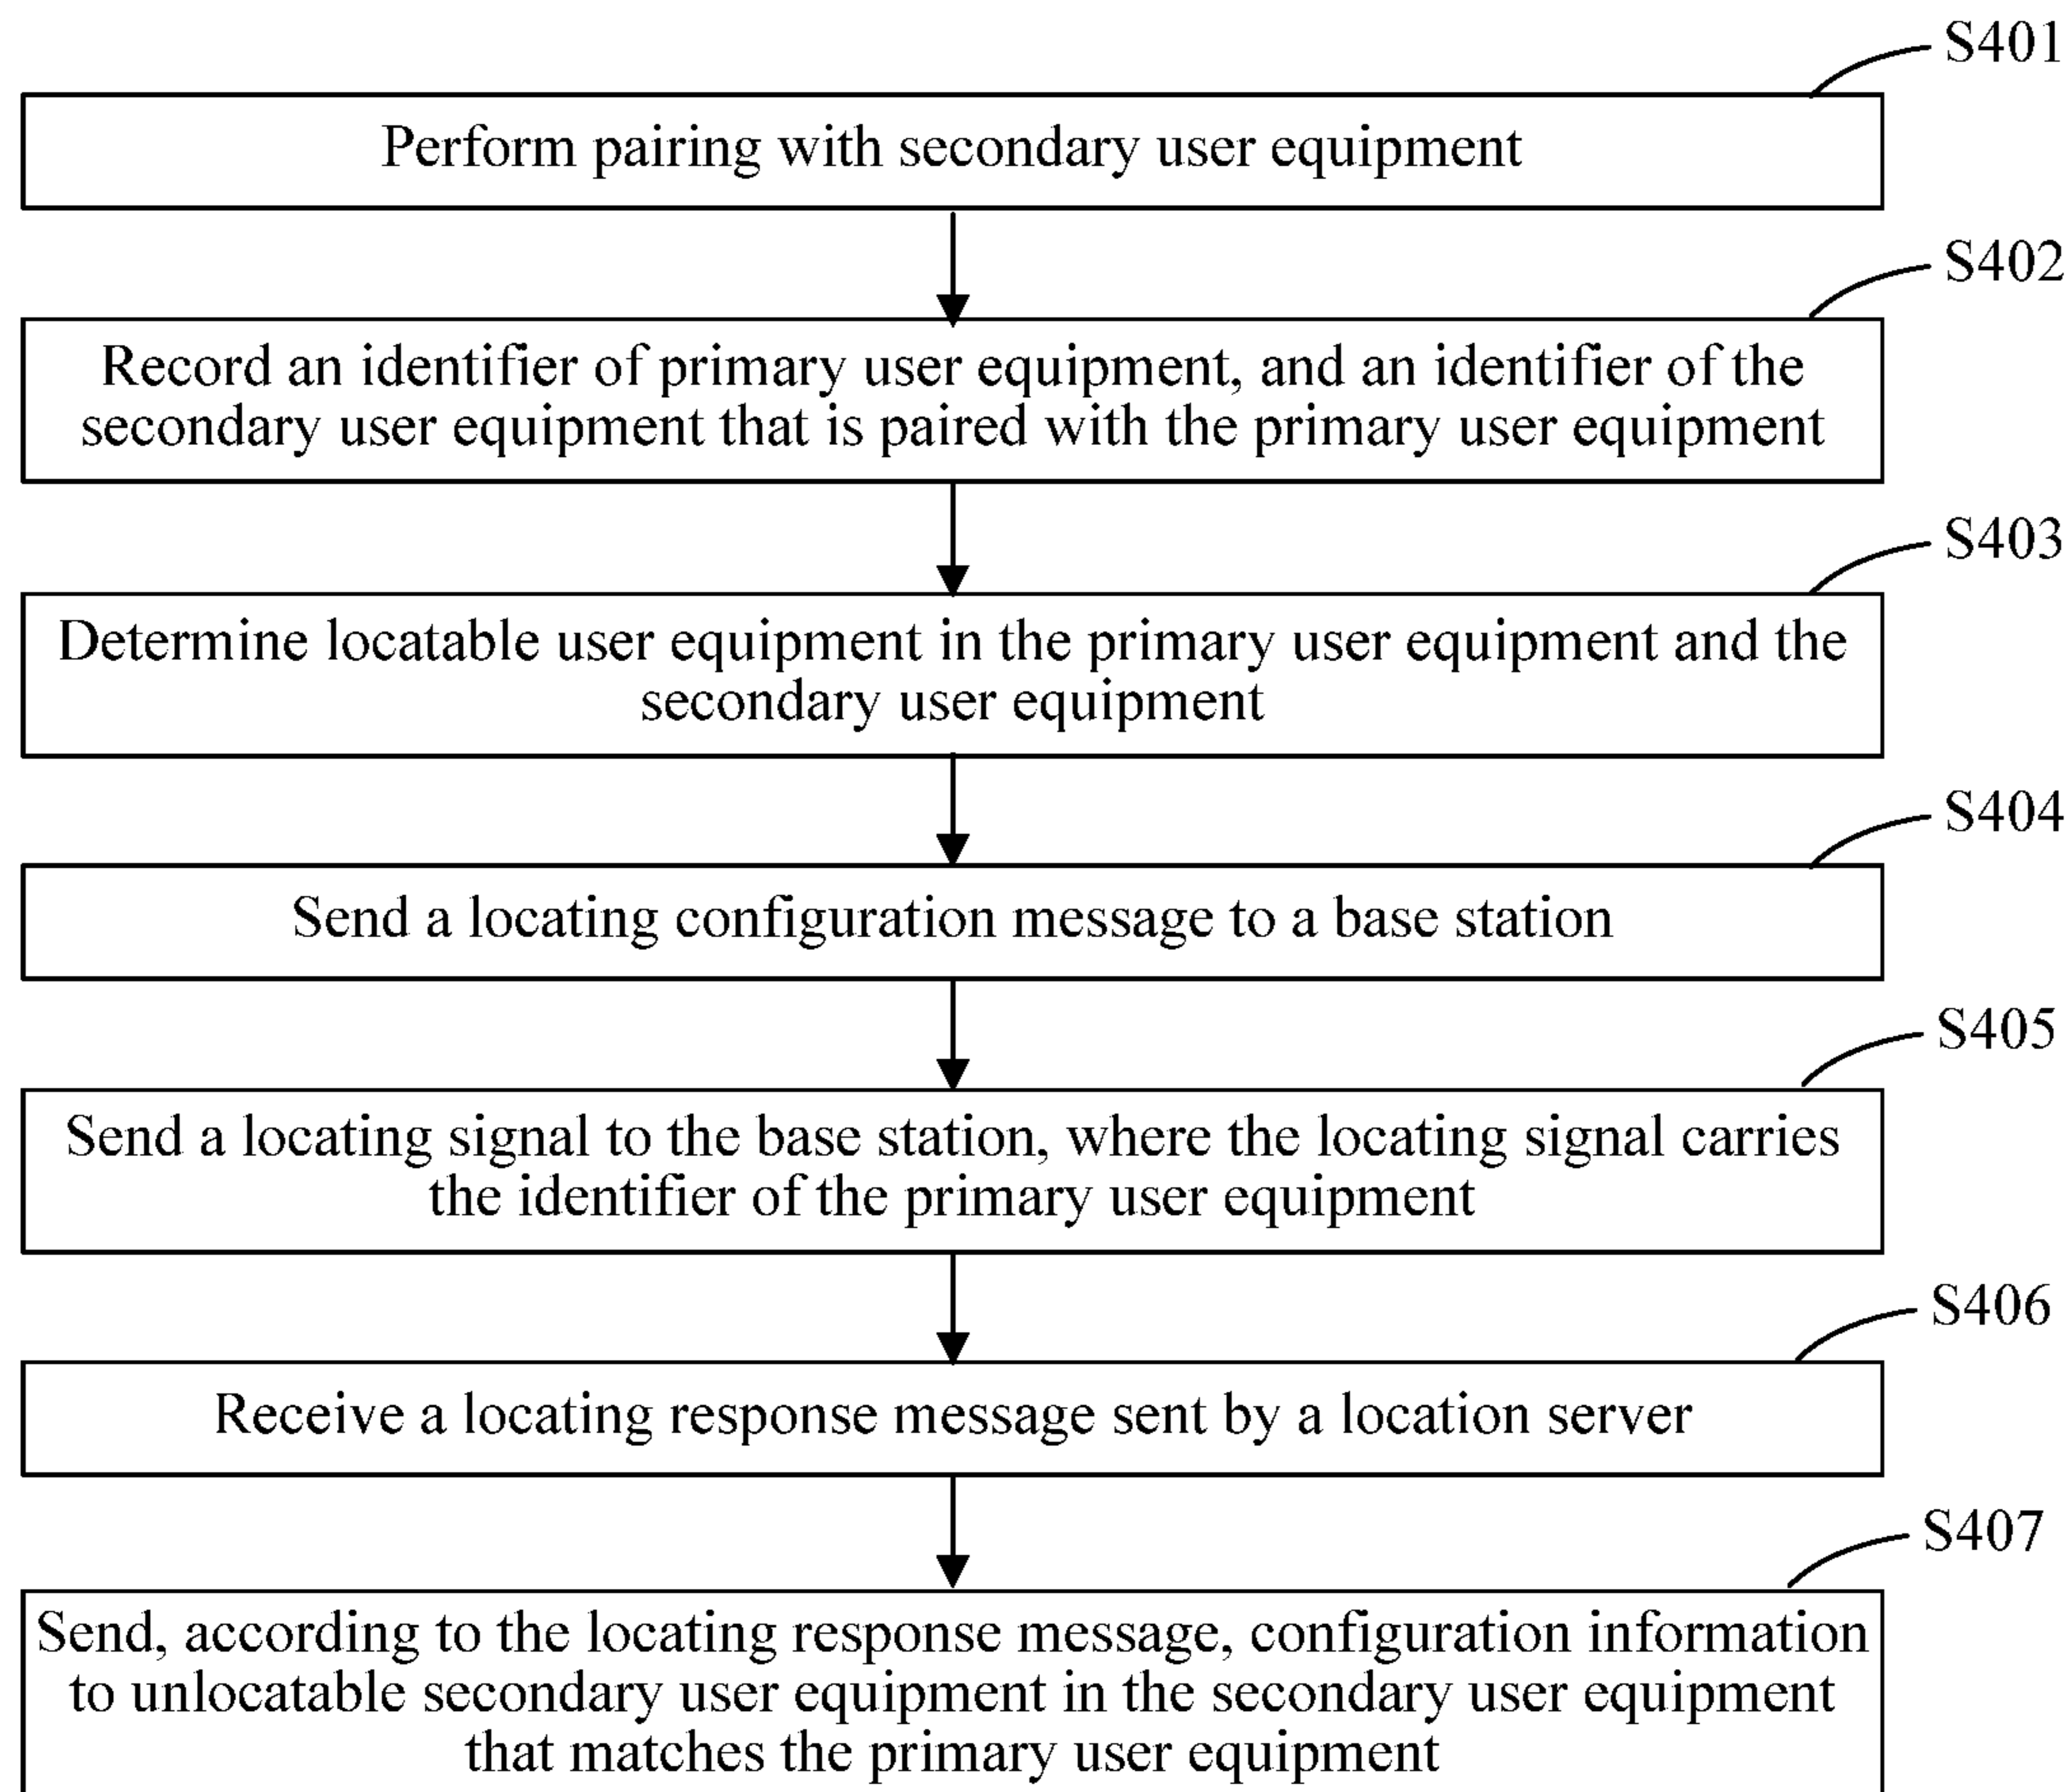 S401
Perform pairing with secondary user equipment
S402
Record an identifier of primary user equipment, and an identifier of the
secondary user equipment that is paired with the primary user equipment
S403
Determine locatable user equipment in the primary user equipment and the
secondary user equipment
S404
Send a locating configuration message to a base station
S405
Send a locating signal to the base station, where the locating signal carries
the identifier of the primary user equipment
S406
Receive a locating response message sent by a location server
S407
Send, according to the locating response message, configuration information
to unlocatable secondary user equipment in the secondary user equipment
that matches the primary user equipment